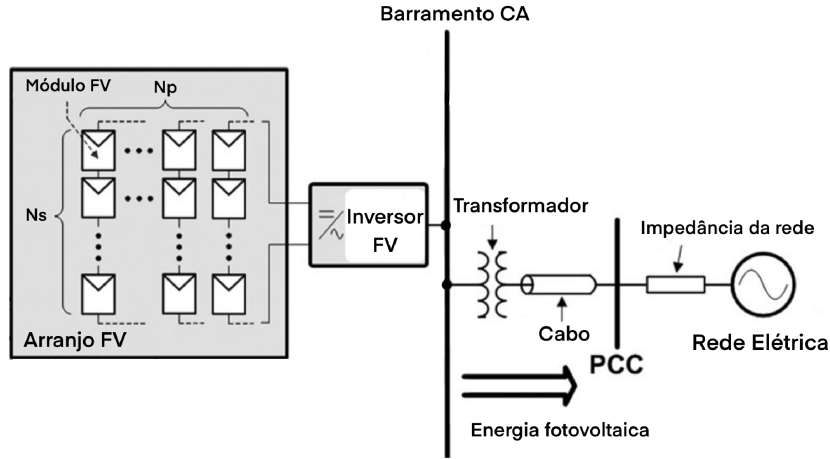 Barramento CA
Módulo FV
Np
Ns
Arranjo FV
Inversor
FV
Transformador
Cabo
Impedância da rede
PCC
Rede Elétrica
Energia fotovoltaica